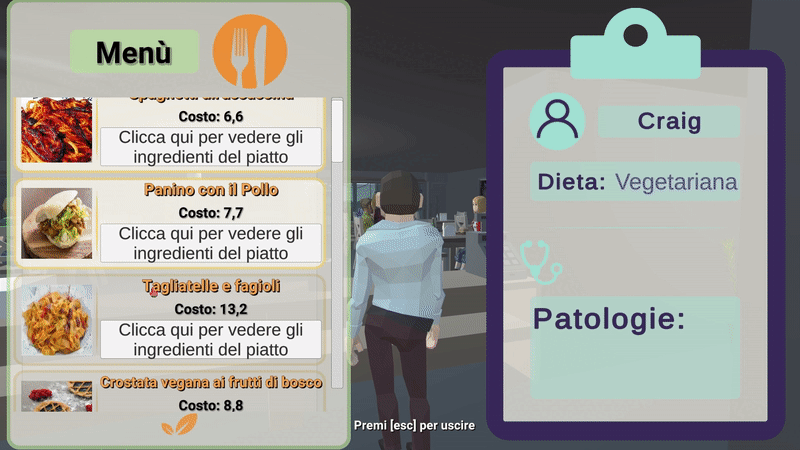 Menù
Spaghetti all'assassina
Costo: 6,6
Clicca qui per vedere gli
ingredienti del piatto
Panino con il Pollo
Costo: 7,7
Clicca qui per vedere gli
ingredienti del piatto
Tagliatelle e fagioli
Costo: 13,2
Clicca qui per vedere gli
ingredienti del piatto
Crostata vegana ai frutti di bosco
Costo: 8,8
Premi [esc] per uscire
Craig
Dieta: Vegetariana
Patologie: